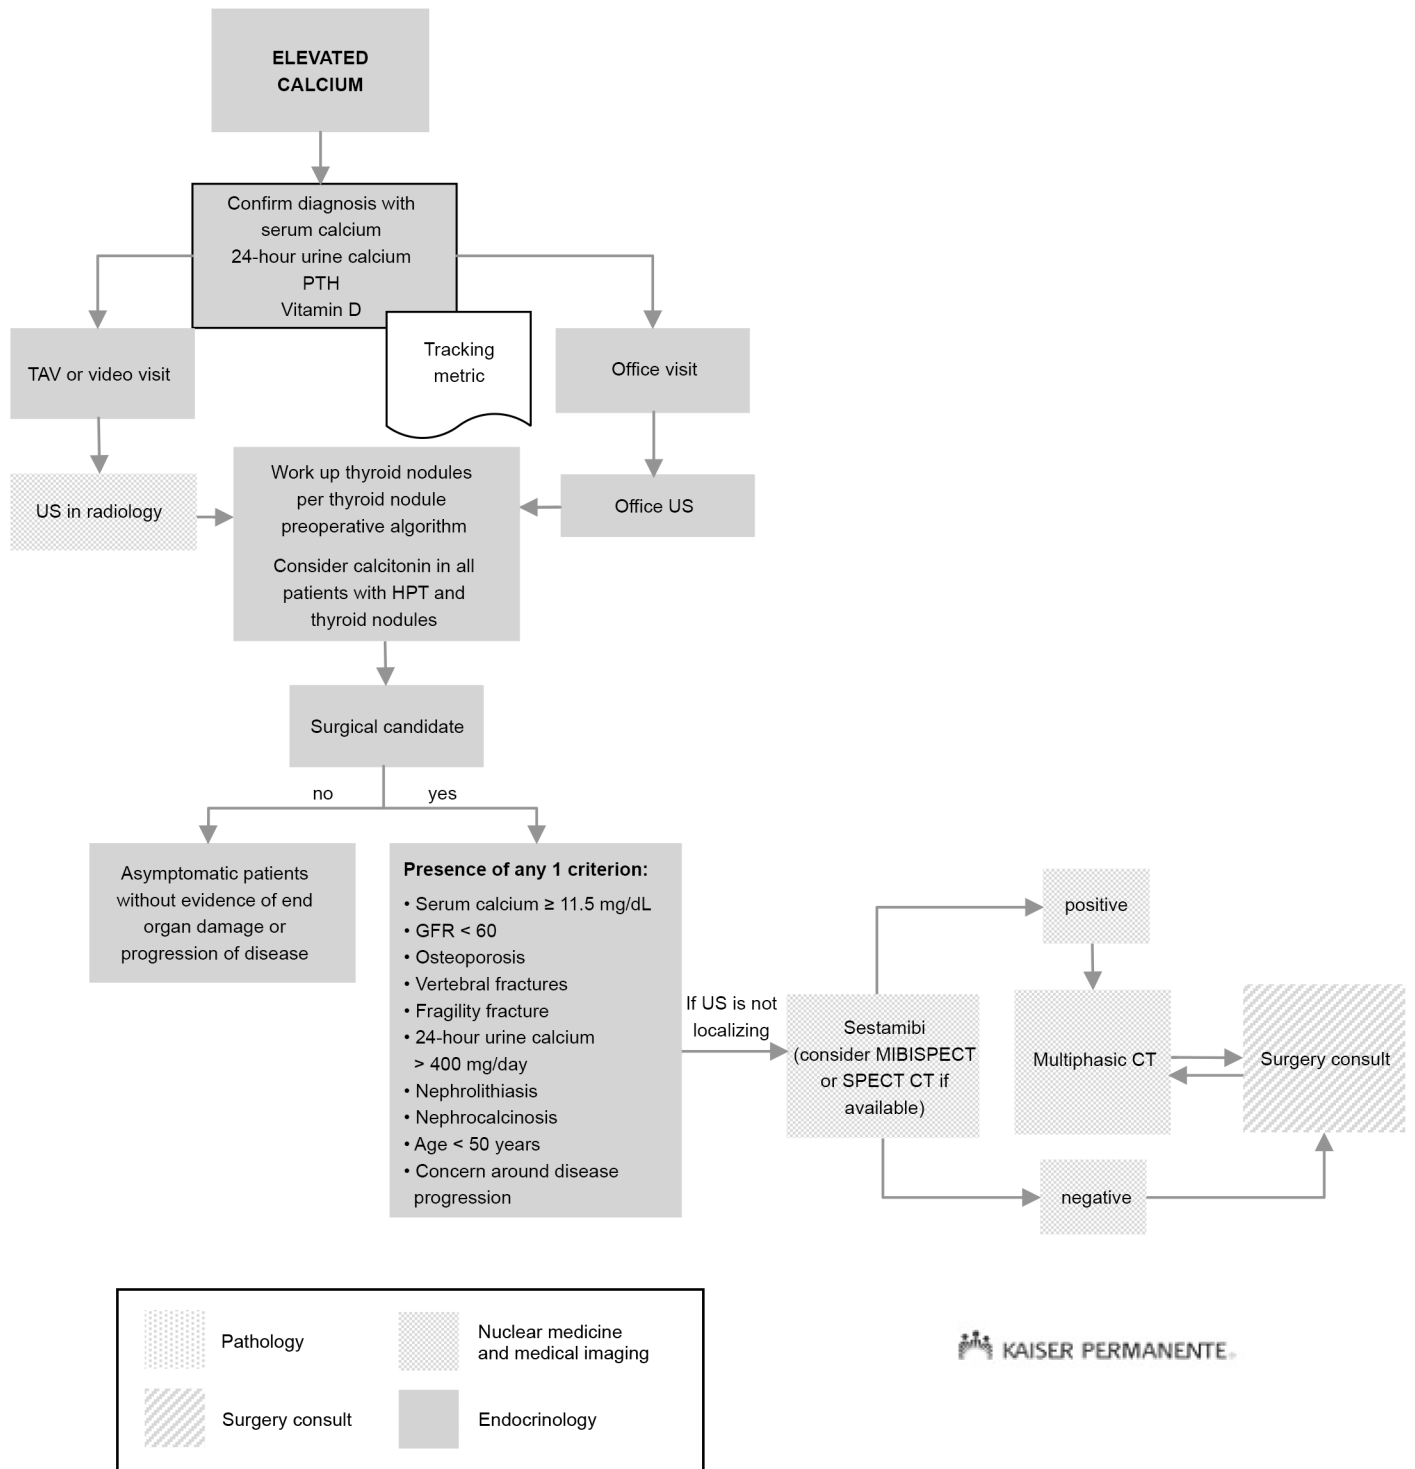 ELEVATED
CALCIUM
Confirm diagnosis with
serum calcium
24-hour urine calcium
PTH
Vitamin D
Tracking
metric
TAV or video visit
Office visit
US in radiology
Work up thyroid nodules
per thyroid nodule
preoperative algorithm
Consider calcitonin in all
patients with HPT and
thyroid nodules
Office US
Surgical candidate
no
yes
Asymptomatic patients
without evidence of end
organ damage or
progression of disease
Presence of any 1 criterion:
• Serum calcium ≥ 11.5 mg/dL
• GFR < 60
• Osteoporosis
• Vertebral fractures
• Fragility fracture
• 24-hour urine calcium
> 400 mg/day
• Nephrolithiasis
• Nephrocalcinosis
• Age < 50 years
• Concern around disease
progression
If US is not
localizing
Sestamibi
(consider MIBISPECT
or SPECT CT if
available)
positive
Multiphasic CT
Surgery consult
negative
Pathology
Nuclear medicine
and medical imaging
Surgery consult
Endocrinology
KAISER PERMANENTE